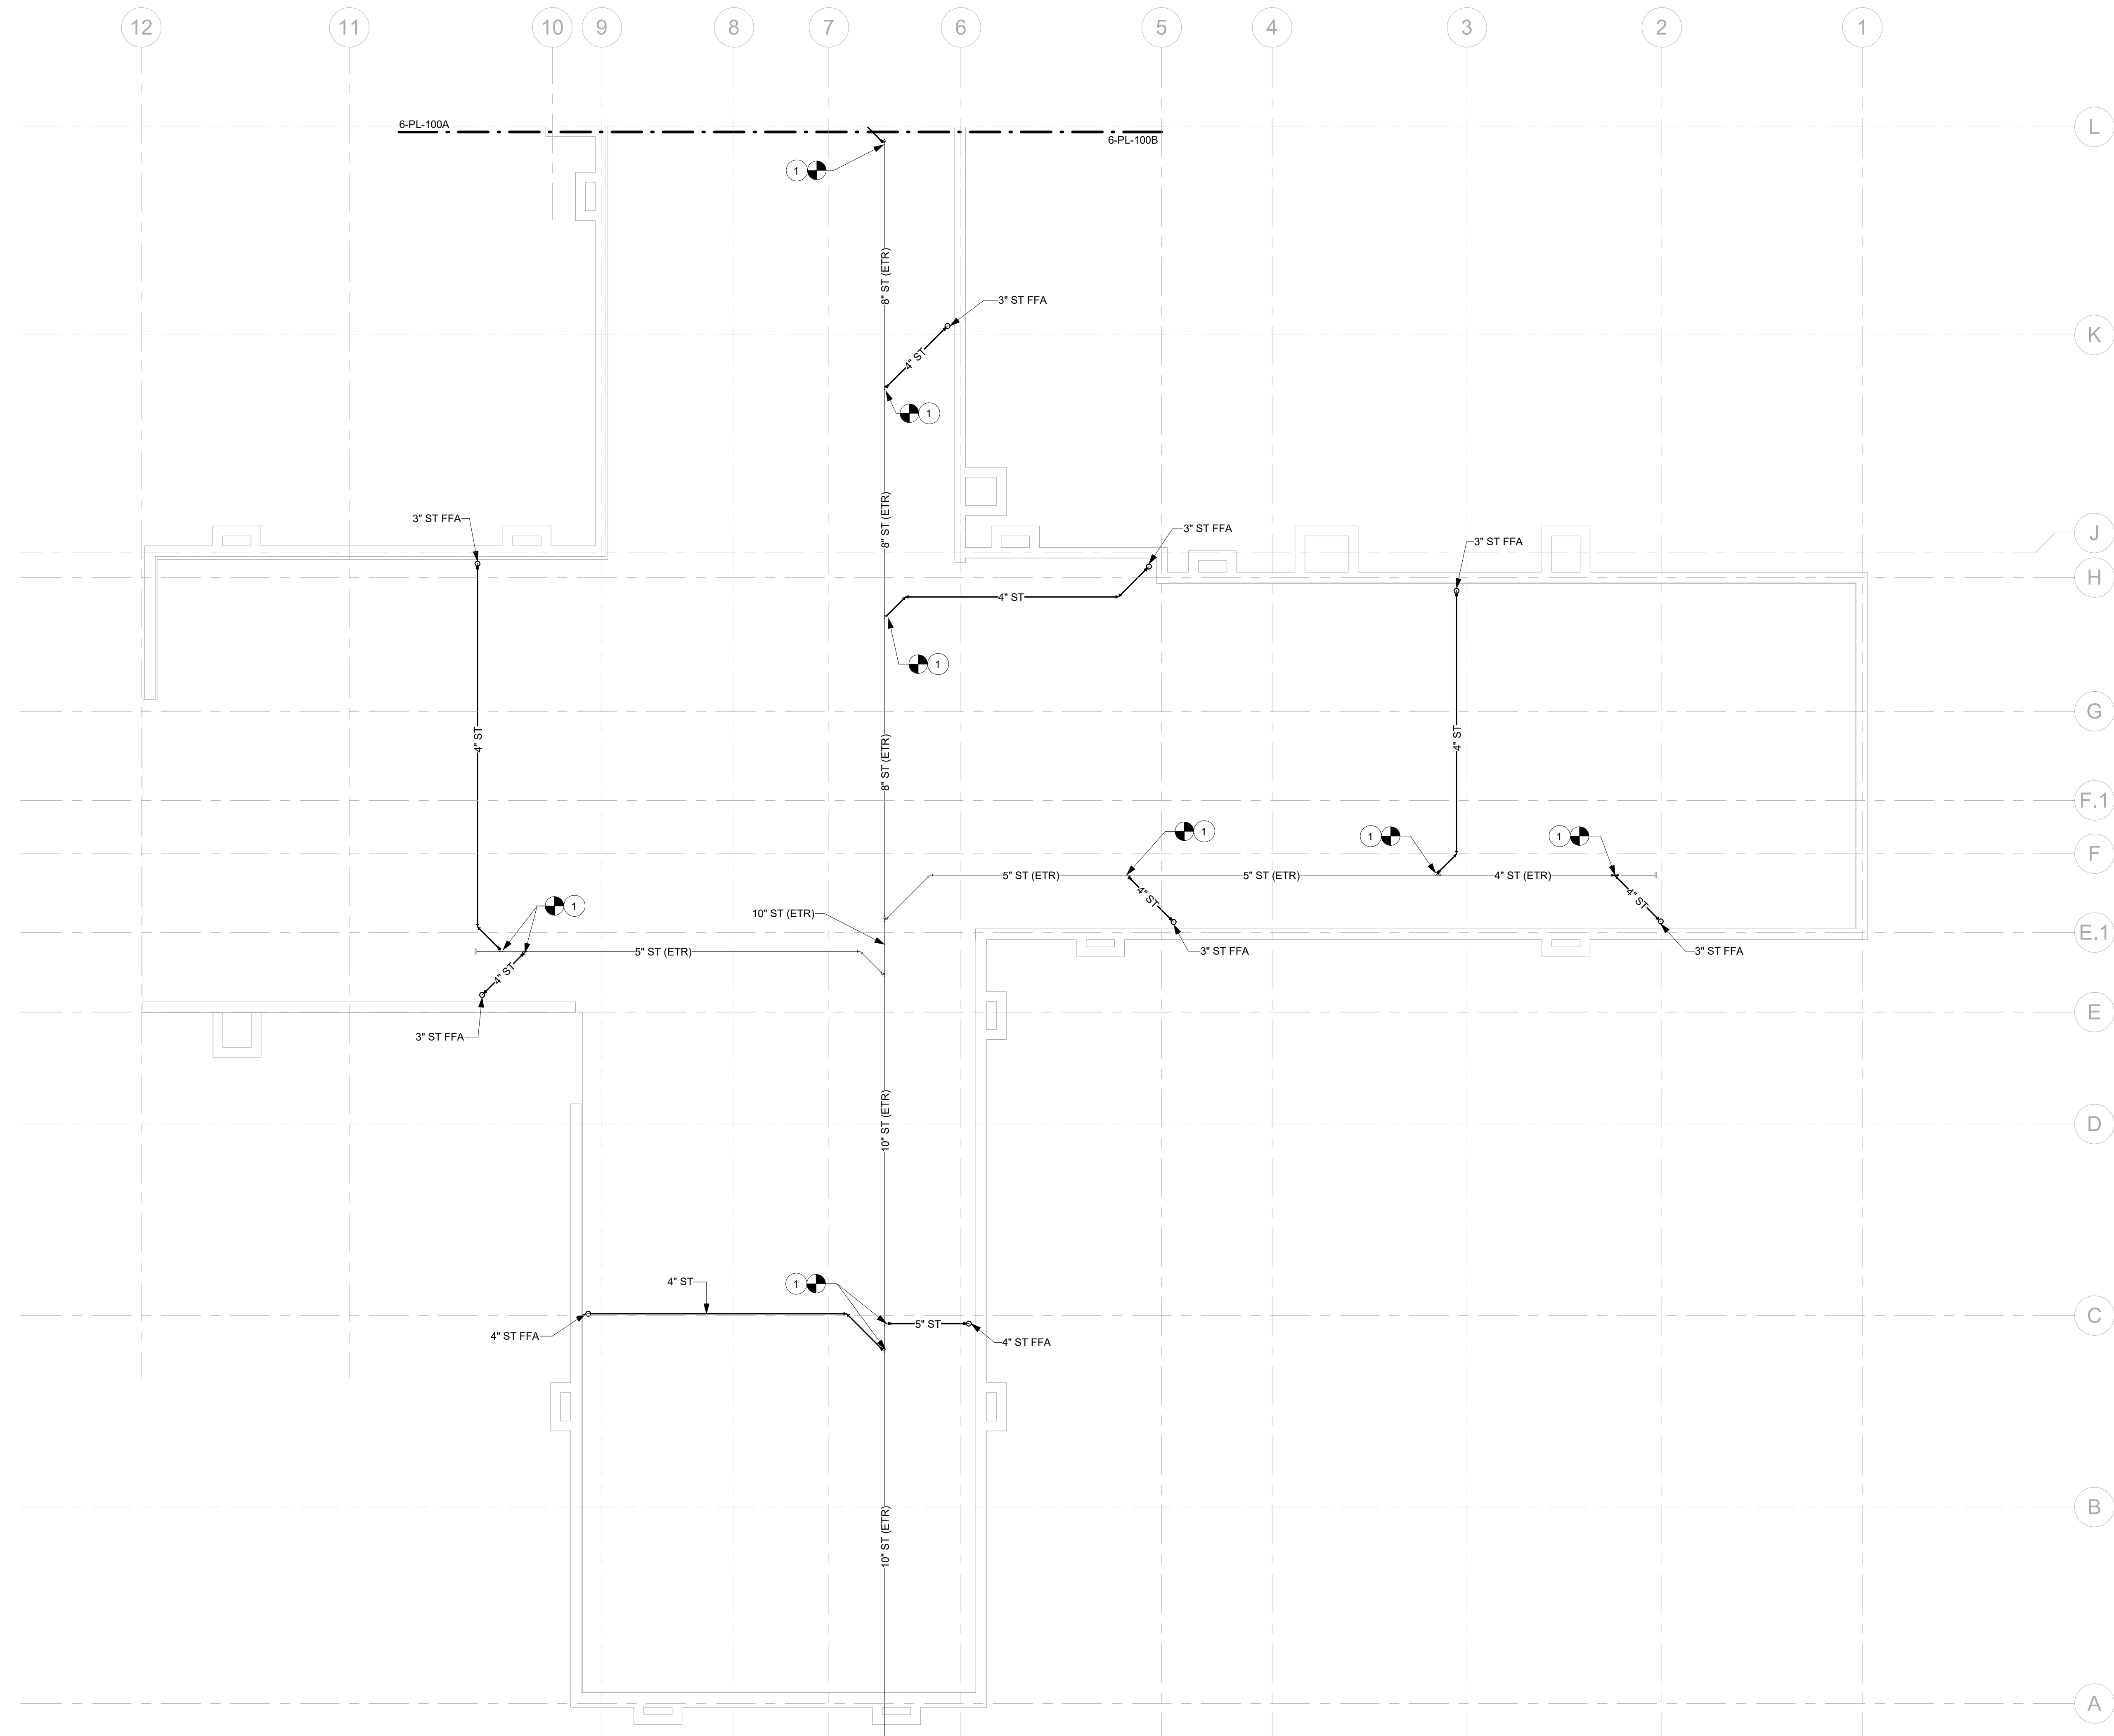 12
11
10
9
8
7
6
5
4
3
2
1
6-PL-100A
L
6-PL-100B
1
8" ST (ETR)
3" ST FFA
K
4" ST
1
3" ST FFA
8" ST (ETR)
3" ST FFA
J
3" ST FFA
H
4" ST
1
G
4" ST
4" ST
8" ST (ETR)
F.1
1
1
1
F
5" ST (ETR)
5" ST (ETR)
4" ST (ETR)
4" ST
4" ST
1
10" ST (ETR)
E.1
5" ST (ETR)
3" ST FFA
3" ST FFA
4" ST
E
3" ST FFA
10" ST (ETR)
D
4" ST
1
C
5" ST
4" ST FFA
4" ST FFA
B
10" ST (ETR)
A